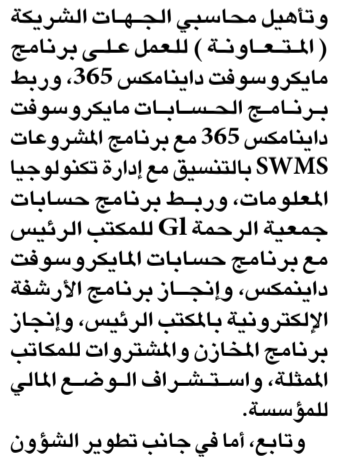 وتأهيل محاسبي الجهات الشريكة
( المتعاونة ) للعمل على برنامج
مايكروسوفت داينامكس 365، وربط
برنامج الحسابات مايكروسوفت
داينامكس 365 مع برنامج المشروعات
SWMS بالتنسيق مع إدارة تكنولوجيا
المعلومات، وربط برنامج حسابات
جمعية الرحمة Gl للمكتب الرئيس
مع برنامج حسابات المايكروسوفت
داينمكس، وإنجاز برنامج الأرشفة
الإلكترونية بالمكتب الرئيس، وإنجاز
برنامج المخازن والمشتروات للمكاتب
الممثلة، واستشراف الوضع المالي
للمؤسسة.
وتابع، أما في جانب تطوير الشؤون